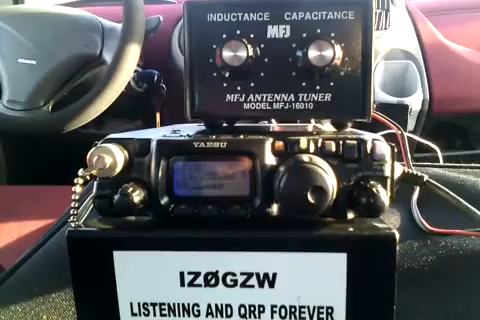 INDUCTANCE CAPACITANCE
MFJ
MFJ ANTENNA TUNER
MODEL MFJ-16010
YAESU
IZØGZW
LISTENING AND QRP FOREVER